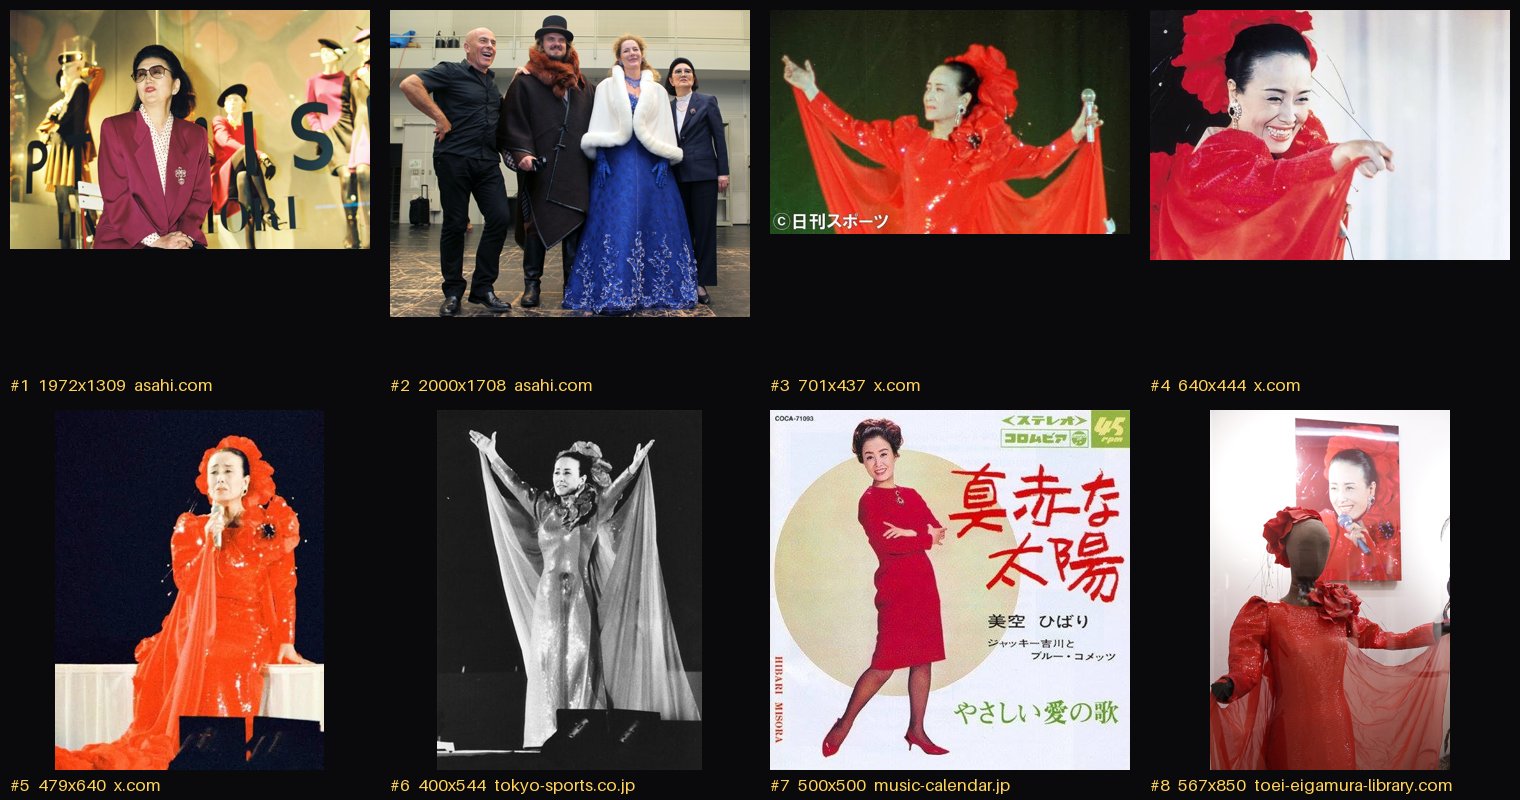 PARIS
MORI
©日刊スポーツ
#1 1972x1309 asahi.com
#2 2000x1708 asahi.com
#3 701x437 x.com
#4 640x444 x.com
COCA-71093
<ステレオ>
コロムビア
45
rpm
真赤な
太陽
美空 ひばり
ジャッキー吉川と
ブルー・コメッツ
HIBARI MISORA
やさしい愛の歌
#5 479x640 x.com
#6 400x544 tokyo-sports.co.jp
#7 500x500 music-calendar.jp
#8 567x850 toei-eigamura-library.com